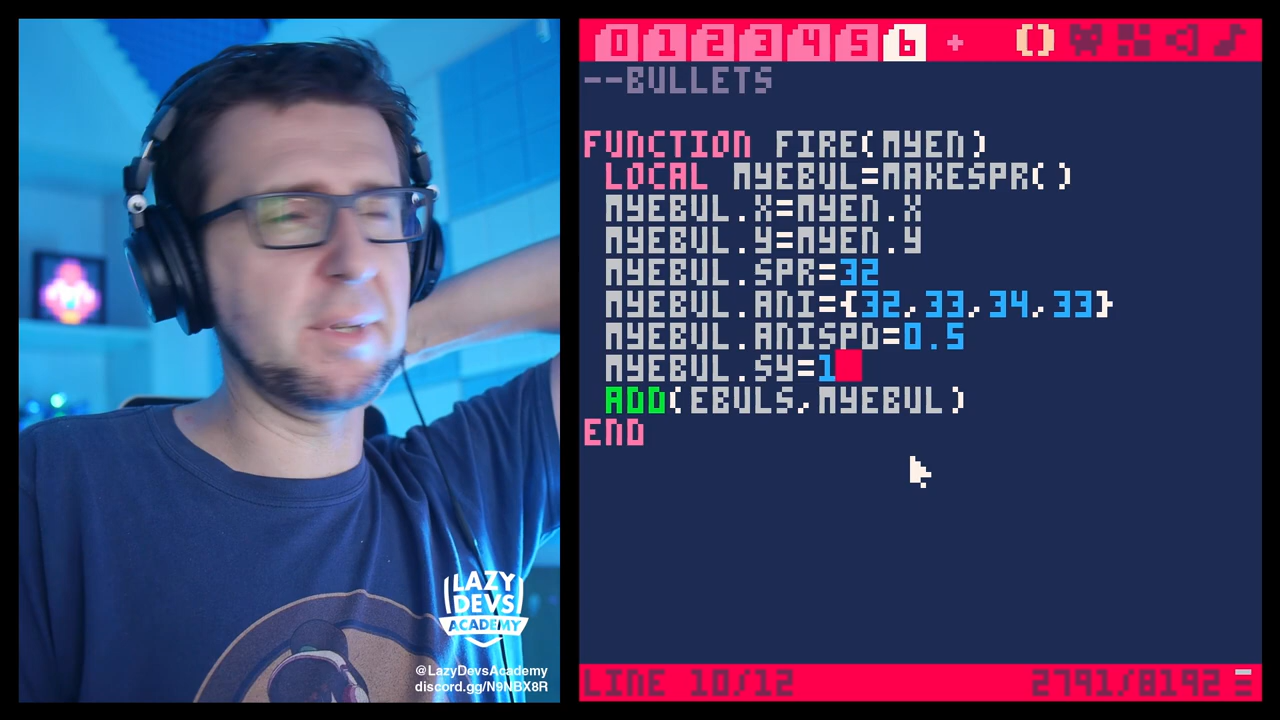 0 1 2 3 4 5 6 + ()
--BULLETS
FUNCTION FIRE(MYEN)
LOCAL MYEBUL=MAKESPR()
MYEBUL.X=MYEN.X
MYEBUL.Y=MYEN.Y
MYEBUL.SPR=32
MYEBUL.ANI={32,33,34,33}
MYEBUL.ANISPD=0.5
MYEBUL.SY=1
ADD(EBULS,MYEBUL)
END
LINE 10/12 2791/8192
LAZY
DEVS
ACADEMY
@LazyDevsAcademy
discord.gg/N9NBX8R